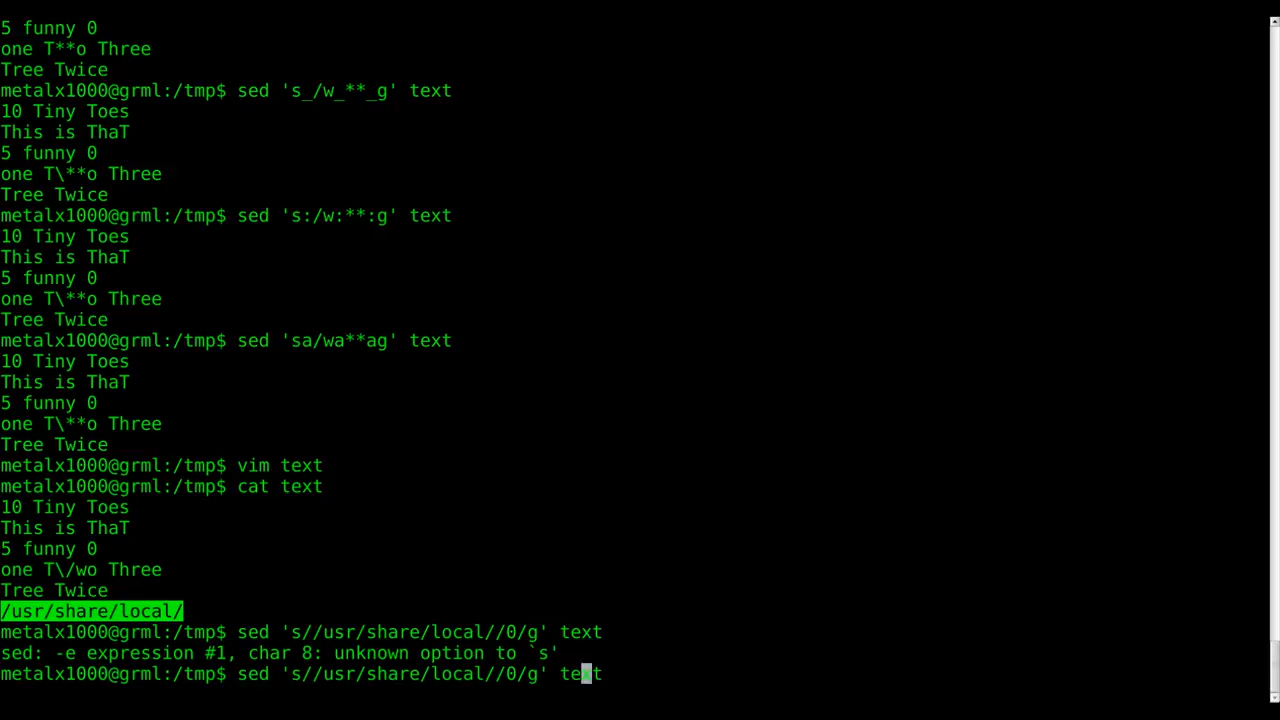 5 funny 0
one T**o Three
Tree Twice
metalx1000@grml:/tmp$ sed 's_/w_**_g' text
10 Tiny Toes
This is ThaT
5 funny 0
one T\**o Three
Tree Twice
metalx1000@grml:/tmp$ sed 's:/w:**:g' text
10 Tiny Toes
This is ThaT
5 funny 0
one T\**o Three
Tree Twice
metalx1000@grml:/tmp$ sed 'sa/wa**ag' text
10 Tiny Toes
This is ThaT
5 funny 0
one T\**o Three
Tree Twice
metalx1000@grml:/tmp$ vim text
metalx1000@grml:/tmp$ cat text
10 Tiny Toes
This is ThaT
5 funny 0
one T\/wo Three
Tree Twice
/usr/share/local/
metalx1000@grml:/tmp$ sed 's//usr/share/local//0/g' text
sed: -e expression #1, char 8: unknown option to `s'
metalx1000@grml:/tmp$ sed 's//usr/share/local//0/g' text